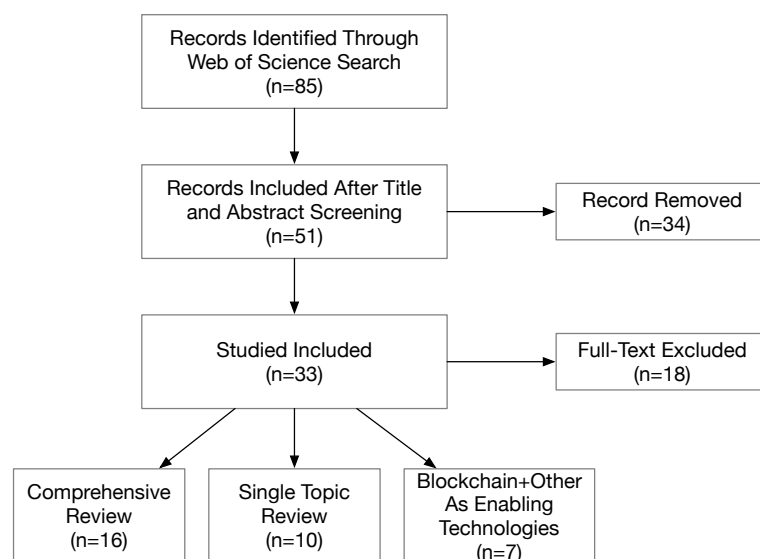 Records Identified Through
Web of Science Search
(n=85)
Records Included After Title
and Abstract Screening
(n=51)
Record Removed
(n=34)
Studied Included
(n=33)
Full-Text Excluded
(n=18)
Comprehensive
Review
(n=16)
Single Topic
Review
(n=10)
Blockchain+Other
As Enabling
Technologies
(n=7)